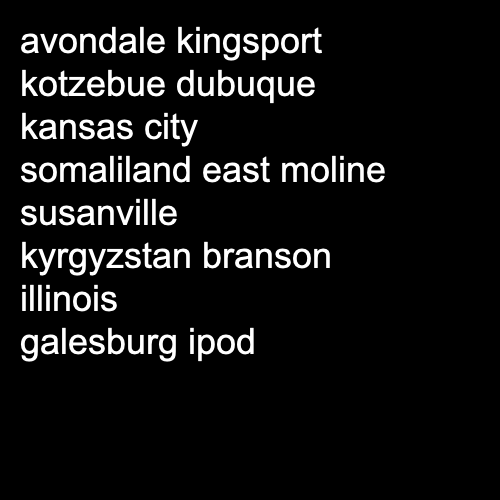 avondale kingsport
kotzebue dubuque
kansas city
somaliland east moline
susanville
kyrgyzstan branson
illinois
galesburg ipod